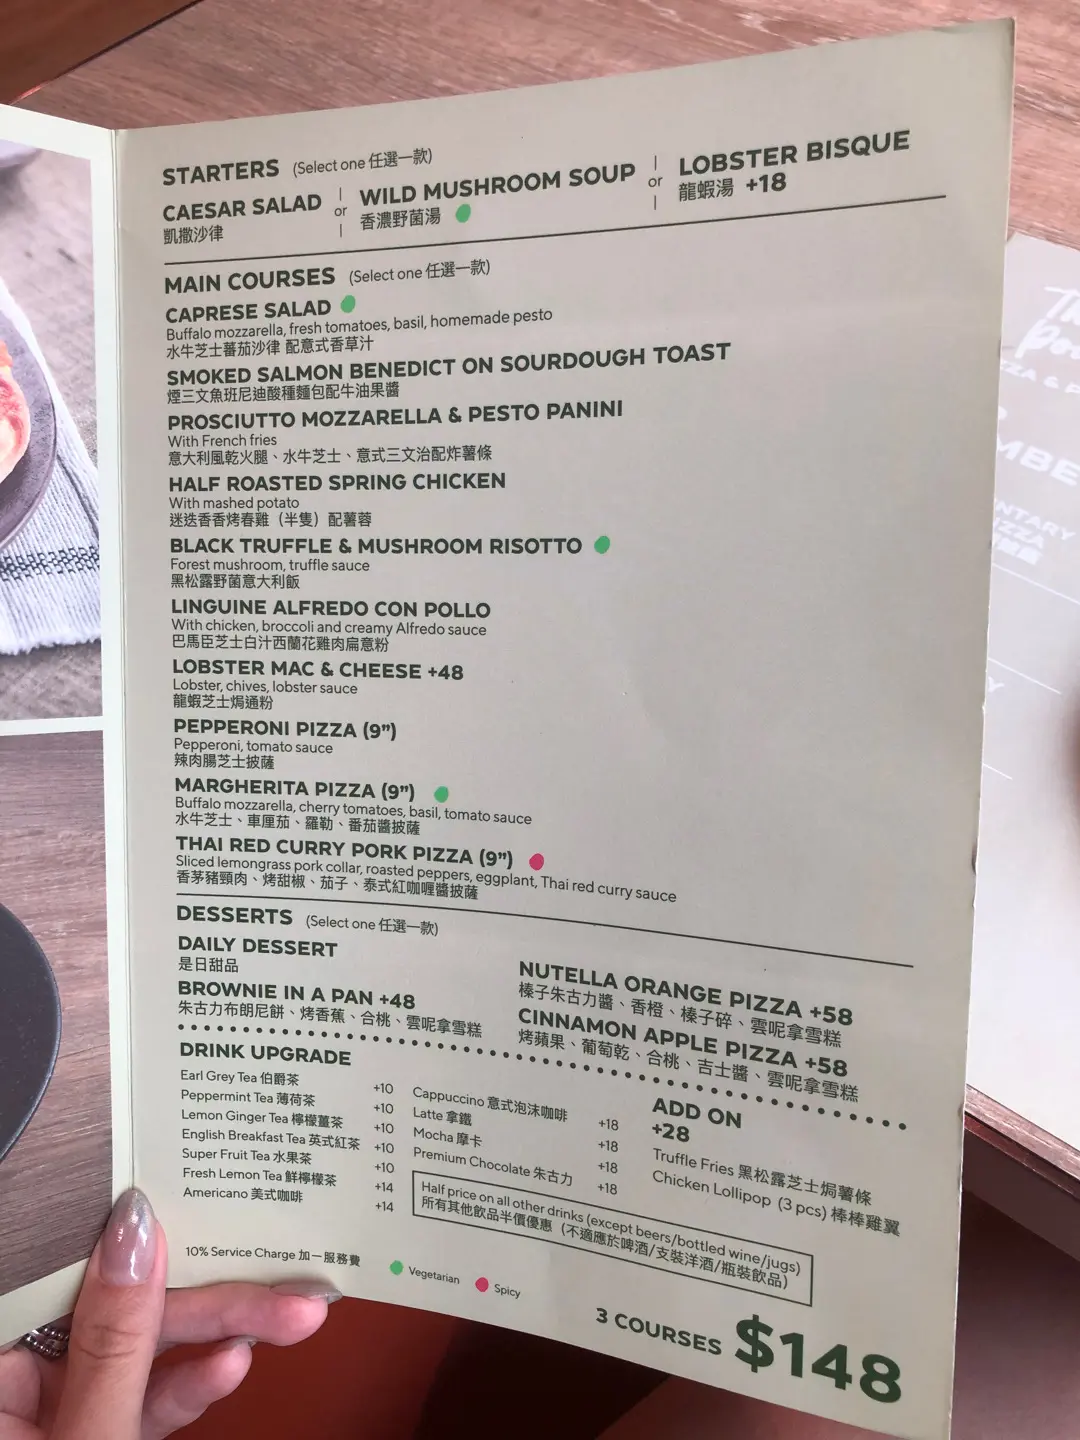 STARTERS (Select one 任選一款)
CAESAR SALAD or WILD MUSHROOM SOUP or LOBSTER BISQUE
凱撒沙律 香濃野菌湯 龍蝦湯 +18
MAIN COURSES (Select one 任選一款)
CAPRESE SALAD
Buffalo mozzarella, fresh tomatoes, basil, homemade pesto
水牛芝士蕃茄沙律 配意式香草汁
SMOKED SALMON BENEDICT ON SOURDOUGH TOAST
煙三文魚班尼迪酸種麵包配牛油果醬
PROSCIUTTO MOZZARELLA & PESTO PANINI
With French fries
意大利風乾火腿、水牛芝士、意式三文治配炸薯條
HALF ROASTED SPRING CHICKEN
With mashed potato
迷迭香香烤春雞（半隻）配薯蓉
BLACK TRUFFLE & MUSHROOM RISOTTO
Forest mushroom, truffle sauce
黑松露野菌意大利飯
LINGUINE ALFREDO CON POLLO
With chicken, broccoli and creamy Alfredo sauce
巴馬臣芝士白汁西蘭花雞肉扁意粉
LOBSTER MAC & CHEESE +48
Lobster, chives, lobster sauce
龍蝦芝士焗通粉
PEPPERONI PIZZA (9”)
Pepperoni, tomato sauce
辣肉腸芝士披薩
MARGHERITA PIZZA (9”)
Buffalo mozzarella, cherry tomatoes, basil, tomato sauce
水牛芝士、車厘茄、羅勒、番茄醬披薩
THAI RED CURRY PORK PIZZA (9”)
Sliced lemongrass pork collar, roasted peppers, eggplant, Thai red curry sauce
香茅豬頸肉、烤甜椒、茄子、泰式紅咖喱醬披薩
DESSERTS (Select one 任選一款)
DAILY DESSERT
是日甜品
BROWNIE IN A PAN +48
朱古力布朗尼餅、烤香蕉、合桃、雲呢拿雪糕
NUTELLA ORANGE PIZZA +58
榛子朱古力醬、香橙、榛子碎、雲呢拿雪糕
CINNAMON APPLE PIZZA +58
烤蘋果、葡萄乾、合桃、吉士醬、雲呢拿雪糕
DRINK UPGRADE
Earl Grey Tea 伯爵茶 +10
Peppermint Tea 薄荷茶 +10
Lemon Ginger Tea 檸檬薑茶 +10
English Breakfast Tea 英式紅茶 +10
Super Fruit Tea 水果茶 +10
Fresh Lemon Tea 鮮檸檬茶 +14
Americano 美式咖啡 +14
Cappuccino 意式泡沫咖啡 +18
Latte 拿鐵 +18
Mocha 摩卡 +18
Premium Chocolate 朱古力 +18
ADD ON
+28
Truffle Fries 黑松露芝士焗薯條
Chicken Lollipop (3 pcs) 棒棒雞翼
Half price on all other drinks (except beers/bottled wine/jugs)
所有其他飲品半價優惠（不適應於啤酒/支裝洋酒/瓶裝飲品）
10% Service Charge 加一服務費
Vegetarian
Spicy
3 COURSES $148